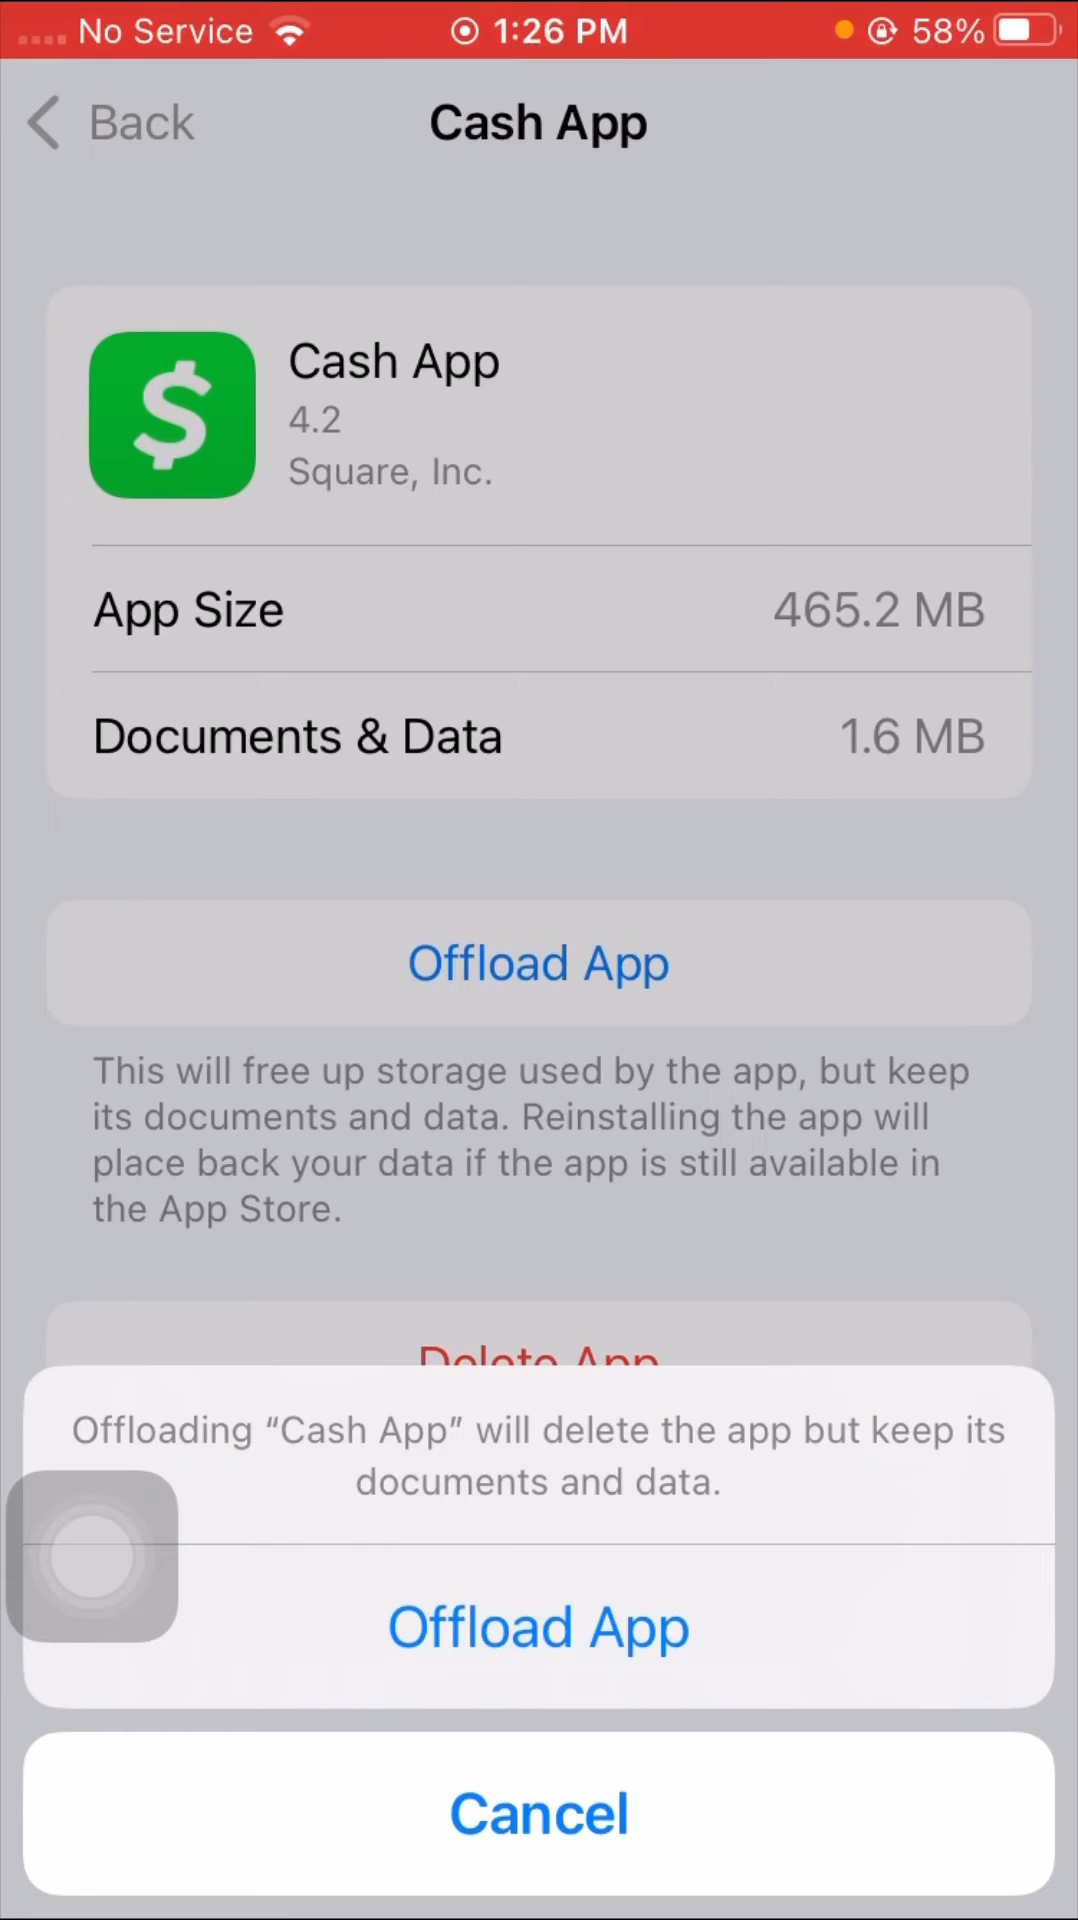 No Service 1:26 PM 58%
Back Cash App
$
Cash App
4.2
Square, Inc.
App Size 465.2 MB
Documents & Data 1.6 MB
Offload App
This will free up storage used by the app, but keep
its documents and data. Reinstalling the app will
place back your data if the app is still available in
the App Store.
Delete App
Offloading “Cash App” will delete the app but keep its
documents and data.
Offload App
Cancel